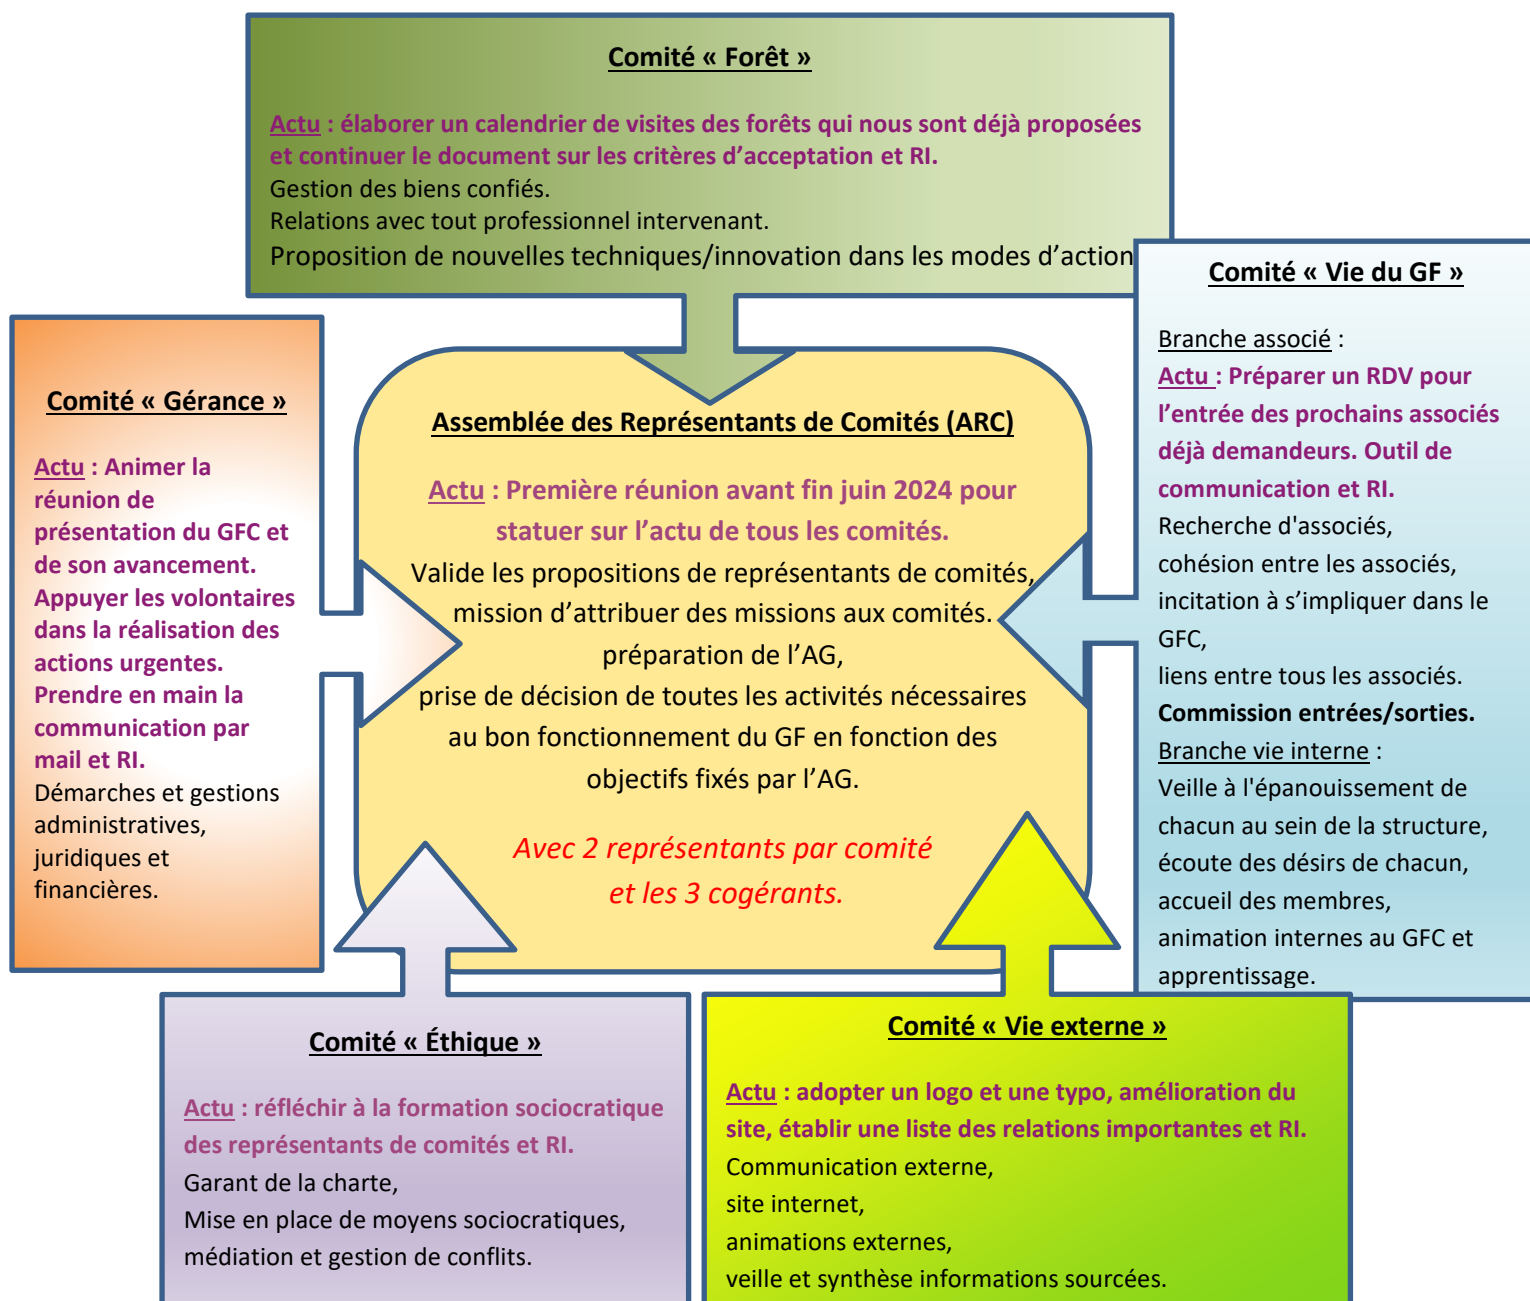 Comité « Forêt »
Actu : élaborer un calendrier de visites des forêts qui nous sont déjà proposées
et continuer le document sur les critères d’acceptation et RI.
Gestion des biens confiés.
Relations avec tout professionnel intervenant.
Proposition de nouvelles techniques/innovation dans les modes d’action
Comité « Gérance »
Actu : Animer la
réunion de
présentation du GFC et
de son avancement.
Appuyer les volontaires
dans la réalisation des
actions urgentes.
Prendre en main la
communication par
mail et RI.
Démarches et gestions
administratives,
juridiques et
financières.
Assemblée des Représentants de Comités (ARC)
Actu : Première réunion avant fin juin 2024 pour
statuer sur l’actu de tous les comités.
Valide les propositions de représentants de comités,
mission d’attribuer des missions aux comités.
préparation de l’AG,
prise de décision de toutes les activités nécessaires
au bon fonctionnement du GF en fonction des
objectifs fixés par l’AG.
Avec 2 représentants par comité
et les 3 cogérants.
Comité « Vie du GF »
Branche associé :
Actu : Préparer un RDV pour
l’entrée des prochains associés
déjà demandeurs. Outil de
communication et RI.
Recherche d'associés,
cohésion entre les associés,
incitation à s’impliquer dans le
GFC,
liens entre tous les associés.
Commission entrées/sorties.
Branche vie interne :
Veille à l'épanouissement de
chacun au sein de la structure,
écoute des désirs de chacun,
accueil des membres,
animation internes au GFC et
apprentissage.
Comité « Éthique »
Actu : réfléchir à la formation sociocratique
des représentants de comités et RI.
Garant de la charte,
Mise en place de moyens sociocratiques,
médiation et gestion de conflits.
Comité « Vie externe »
Actu : adopter un logo et une typo, amélioration du
site, établir une liste des relations importantes et RI.
Communication externe,
site internet,
animations externes,
veille et synthèse informations sourcées.